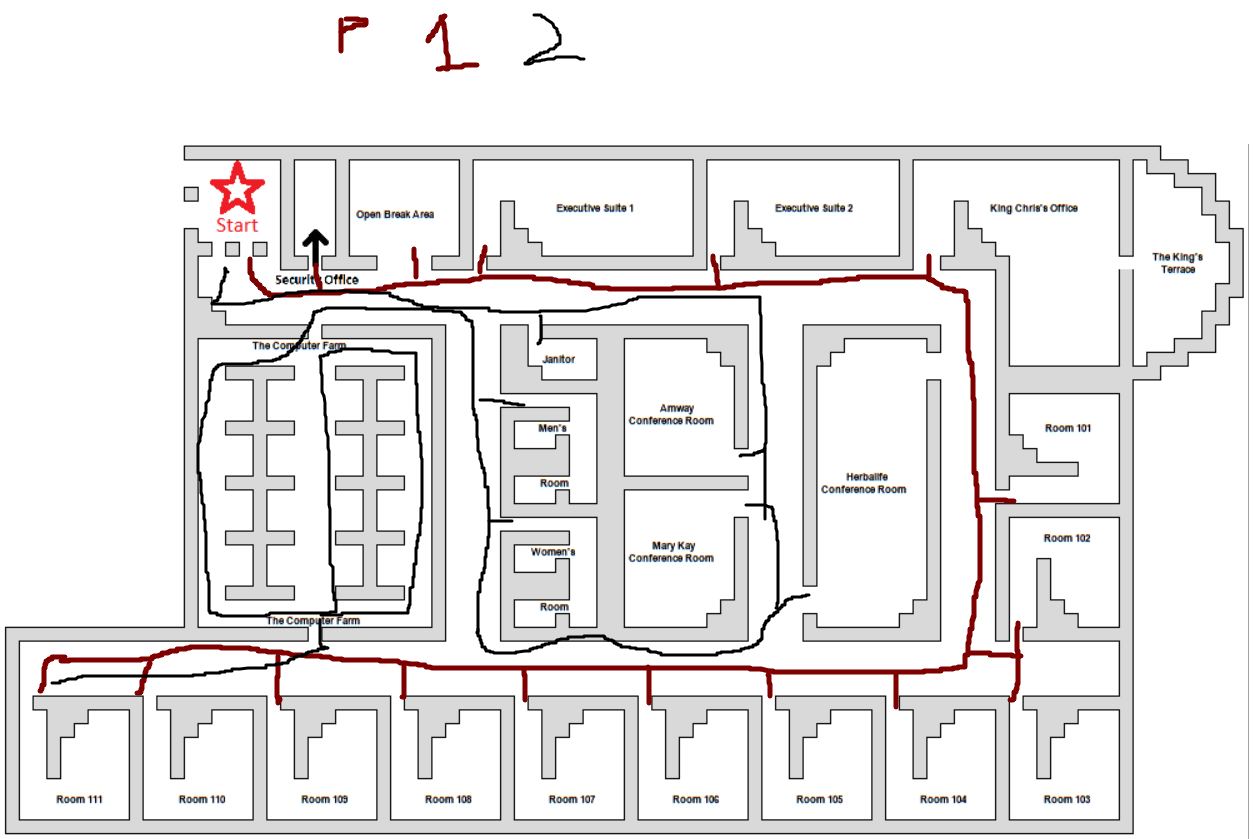 P 1 2
Start
Open Break Area
Executive Suite 1
Executive Suite 2
King Chris's Office
The King's
Terrace
Security Office
The Computer Farm
Janitor
Amway
Conference Room
Men's
Room
Room 101
Herbalife
Conference Room
Women's
Room
Mary Kay
Conference Room
Room 102
The Computer Farm
Room 111
Room 110
Room 109
Room 108
Room 107
Room 106
Room 105
Room 104
Room 103